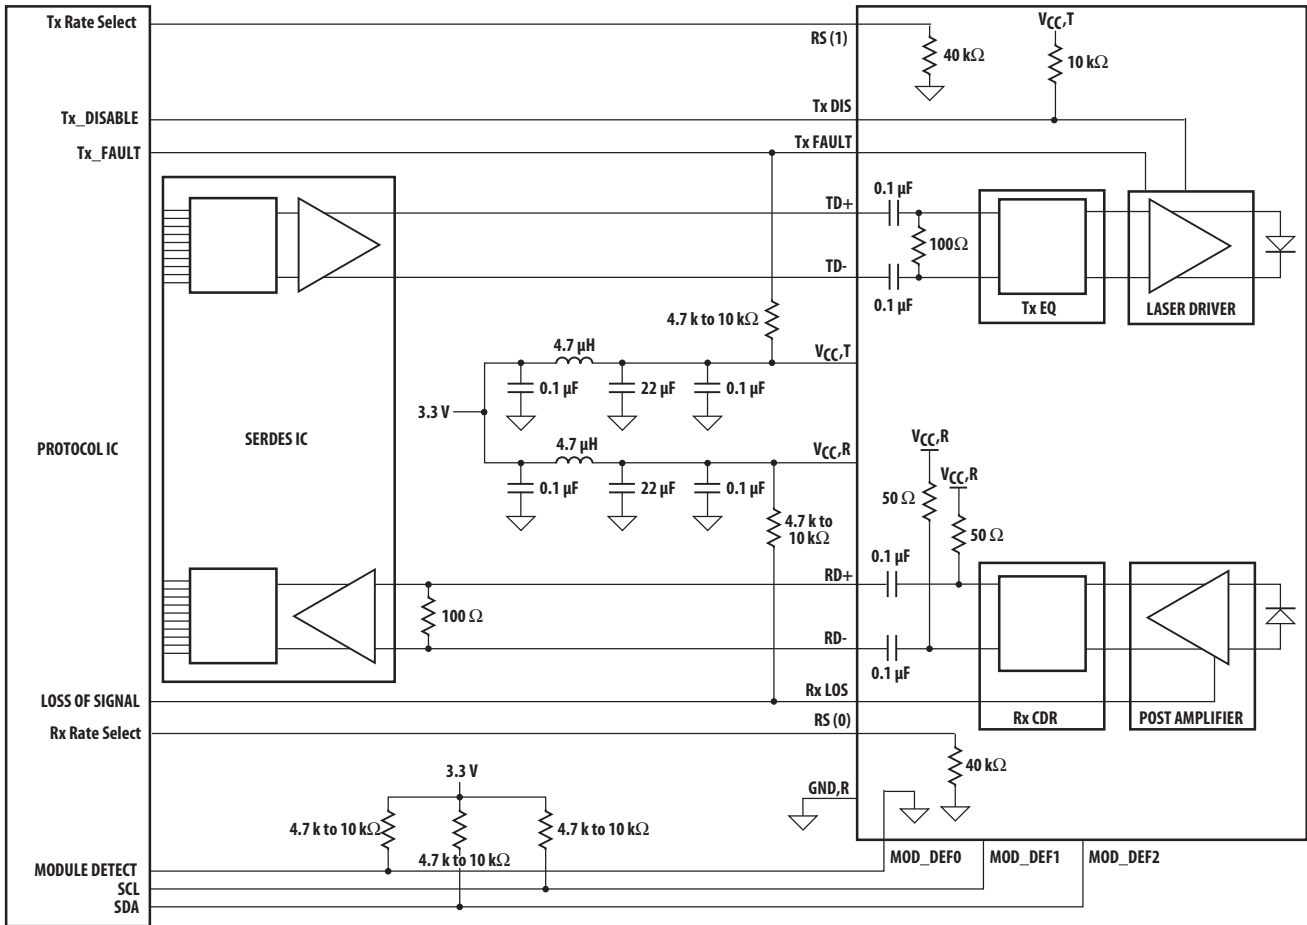 Tx Rate Select
RS (1)
40 kΩ
VCC,T
10 kΩ
Tx_DISABLE
Tx DIS
Tx_FAULT
Tx FAULT
0.1 µF
TD+
100Ω
TD-
0.1 µF
Tx EQ
LASER DRIVER
4.7 k to 10 kΩ
4.7 µH
VCC,T
0.1 µF
22 µF
0.1 µF
3.3 V
PROTOCOL IC
SERDES IC
4.7 µH
VCC,R
0.1 µF
22 µF
0.1 µF
4.7 k to
10 kΩ
VCC,R
VCC,R
50 Ω
50 Ω
0.1 µF
RD+
100 Ω
RD-
0.1 µF
Rx CDR
POST AMPLIFIER
LOSS OF SIGNAL
Rx LOS
Rx Rate Select
RS (0)
40 kΩ
3.3 V
GND,R
4.7 k to 10 kΩ
4.7 k to 10 kΩ
4.7 k to 10 kΩ
MODULE DETECT
MOD_DEF0
MOD_DEF1
MOD_DEF2
SCL
SDA